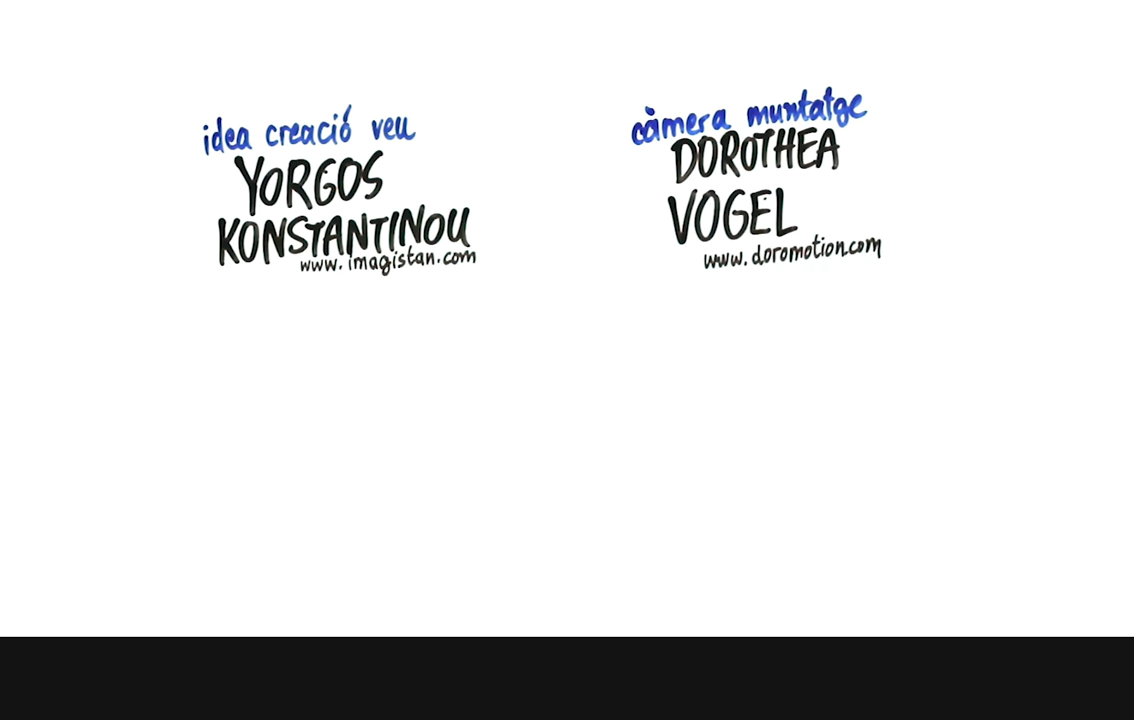 idea creació veu
YORGOS
KONSTANTINOU
www.imagistan.com
càmera muntatge
DOROTHEA
VOGEL
www.doromotion.com